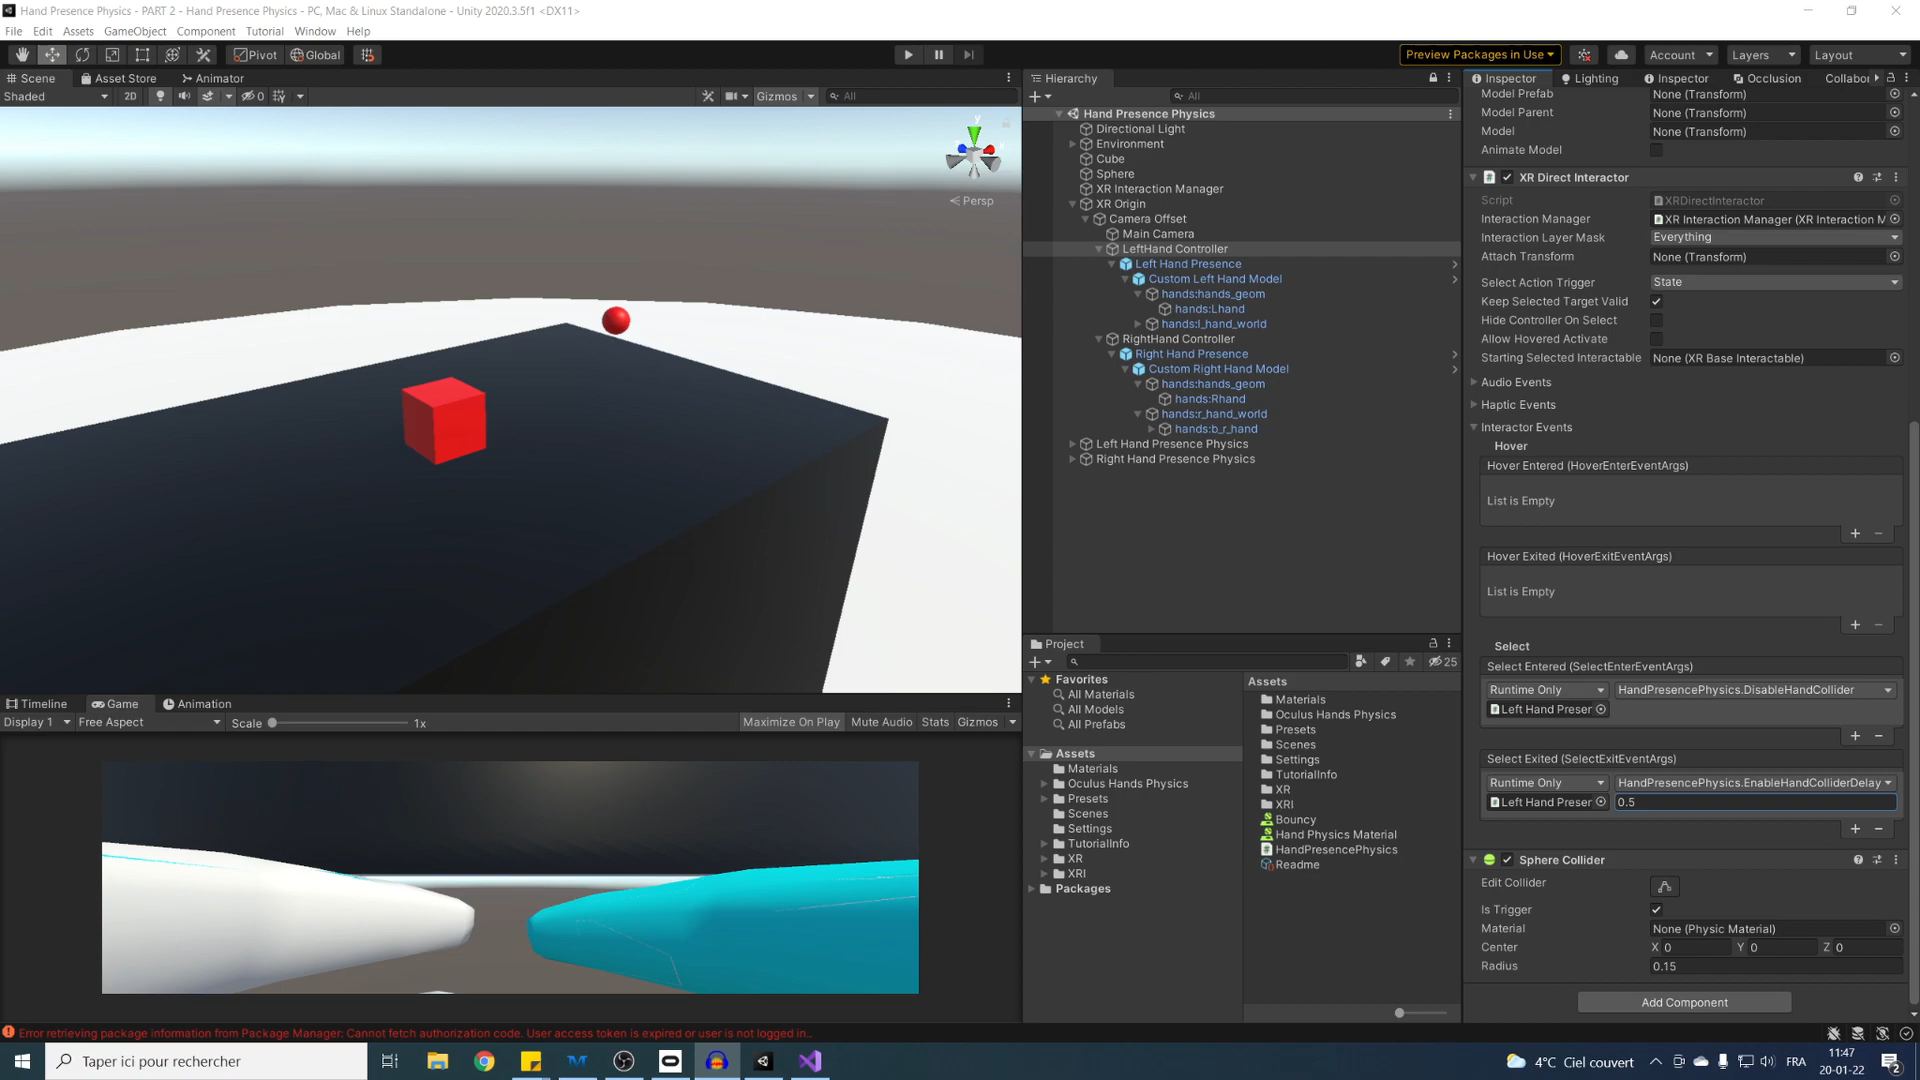 Hand Presence Physics - PART 2 - Hand Presence Physics - PC, Mac & Linux Standalone - Unity 2020.3.5f1 <DX11>
File Edit Assets GameObject Component Tutorial Window Help
Pivot Global Preview Packages in Use Account Layers Layout
Scene Asset Store Animator
Shaded 2D 0 Gizmos All
y
Persp
Hierarchy
All
Hand Presence Physics
Directional Light
Environment
Cube
Sphere
XR Interaction Manager
XR Origin
Camera Offset
Main Camera
LeftHand Controller
Left Hand Presence
Custom Left Hand Model
hands:hands_geom
hands:Lhand
hands:l_hand_world
RightHand Controller
Right Hand Presence
Custom Right Hand Model
hands:hands_geom
hands:Rhand
hands:r_hand_world
hands:b_r_hand
Left Hand Presence Physics
Right Hand Presence Physics
Inspector Lighting Inspector Occlusion Collabor
Model Prefab None (Transform)
Model Parent None (Transform)
Model None (Transform)
Animate Model
XR Direct Interactor
Script XRDirectInteractor
Interaction Manager XR Interaction Manager (XR Interaction M
Interaction Layer Mask Everything
Attach Transform None (Transform)
Select Action Trigger State
Keep Selected Target Valid
Hide Controller On Select
Allow Hovered Activate
Starting Selected Interactable None (XR Base Interactable)
Audio Events
Haptic Events
Interactor Events
Hover
Hover Entered (HoverEnterEventArgs)
List is Empty
+ −
Hover Exited (HoverExitEventArgs)
List is Empty
+ −
Select
Select Entered (SelectEnterEventArgs)
Runtime Only HandPresencePhysics.DisableHandCollider
Left Hand Preser
+ −
Select Exited (SelectExitEventArgs)
Runtime Only HandPresencePhysics.EnableHandColliderDelay
Left Hand Preser 0.5
+ −
Sphere Collider
Edit Collider
Is Trigger
Material None (Physic Material)
Center X 0 Y 0 Z 0
Radius 0.15
Add Component
Timeline Game Animation
Display 1 Free Aspect Scale 1x Maximize On Play Mute Audio Stats Gizmos
Project
25
Favorites
All Materials
All Models
All Prefabs
Assets
Materials
Oculus Hands Physics
Presets
Scenes
Settings
TutorialInfo
XR
XRI
Packages
Assets
Materials
Oculus Hands Physics
Presets
Scenes
Settings
TutorialInfo
XR
XRI
Bouncy
Hand Physics Material
HandPresencePhysics
Readme
Error retrieving package information from Package Manager: Cannot fetch authorization code. User access token is expired or user is not logged in..
Taper ici pour rechercher
4°C Ciel couvert FRA 11:47
20-01-22 2